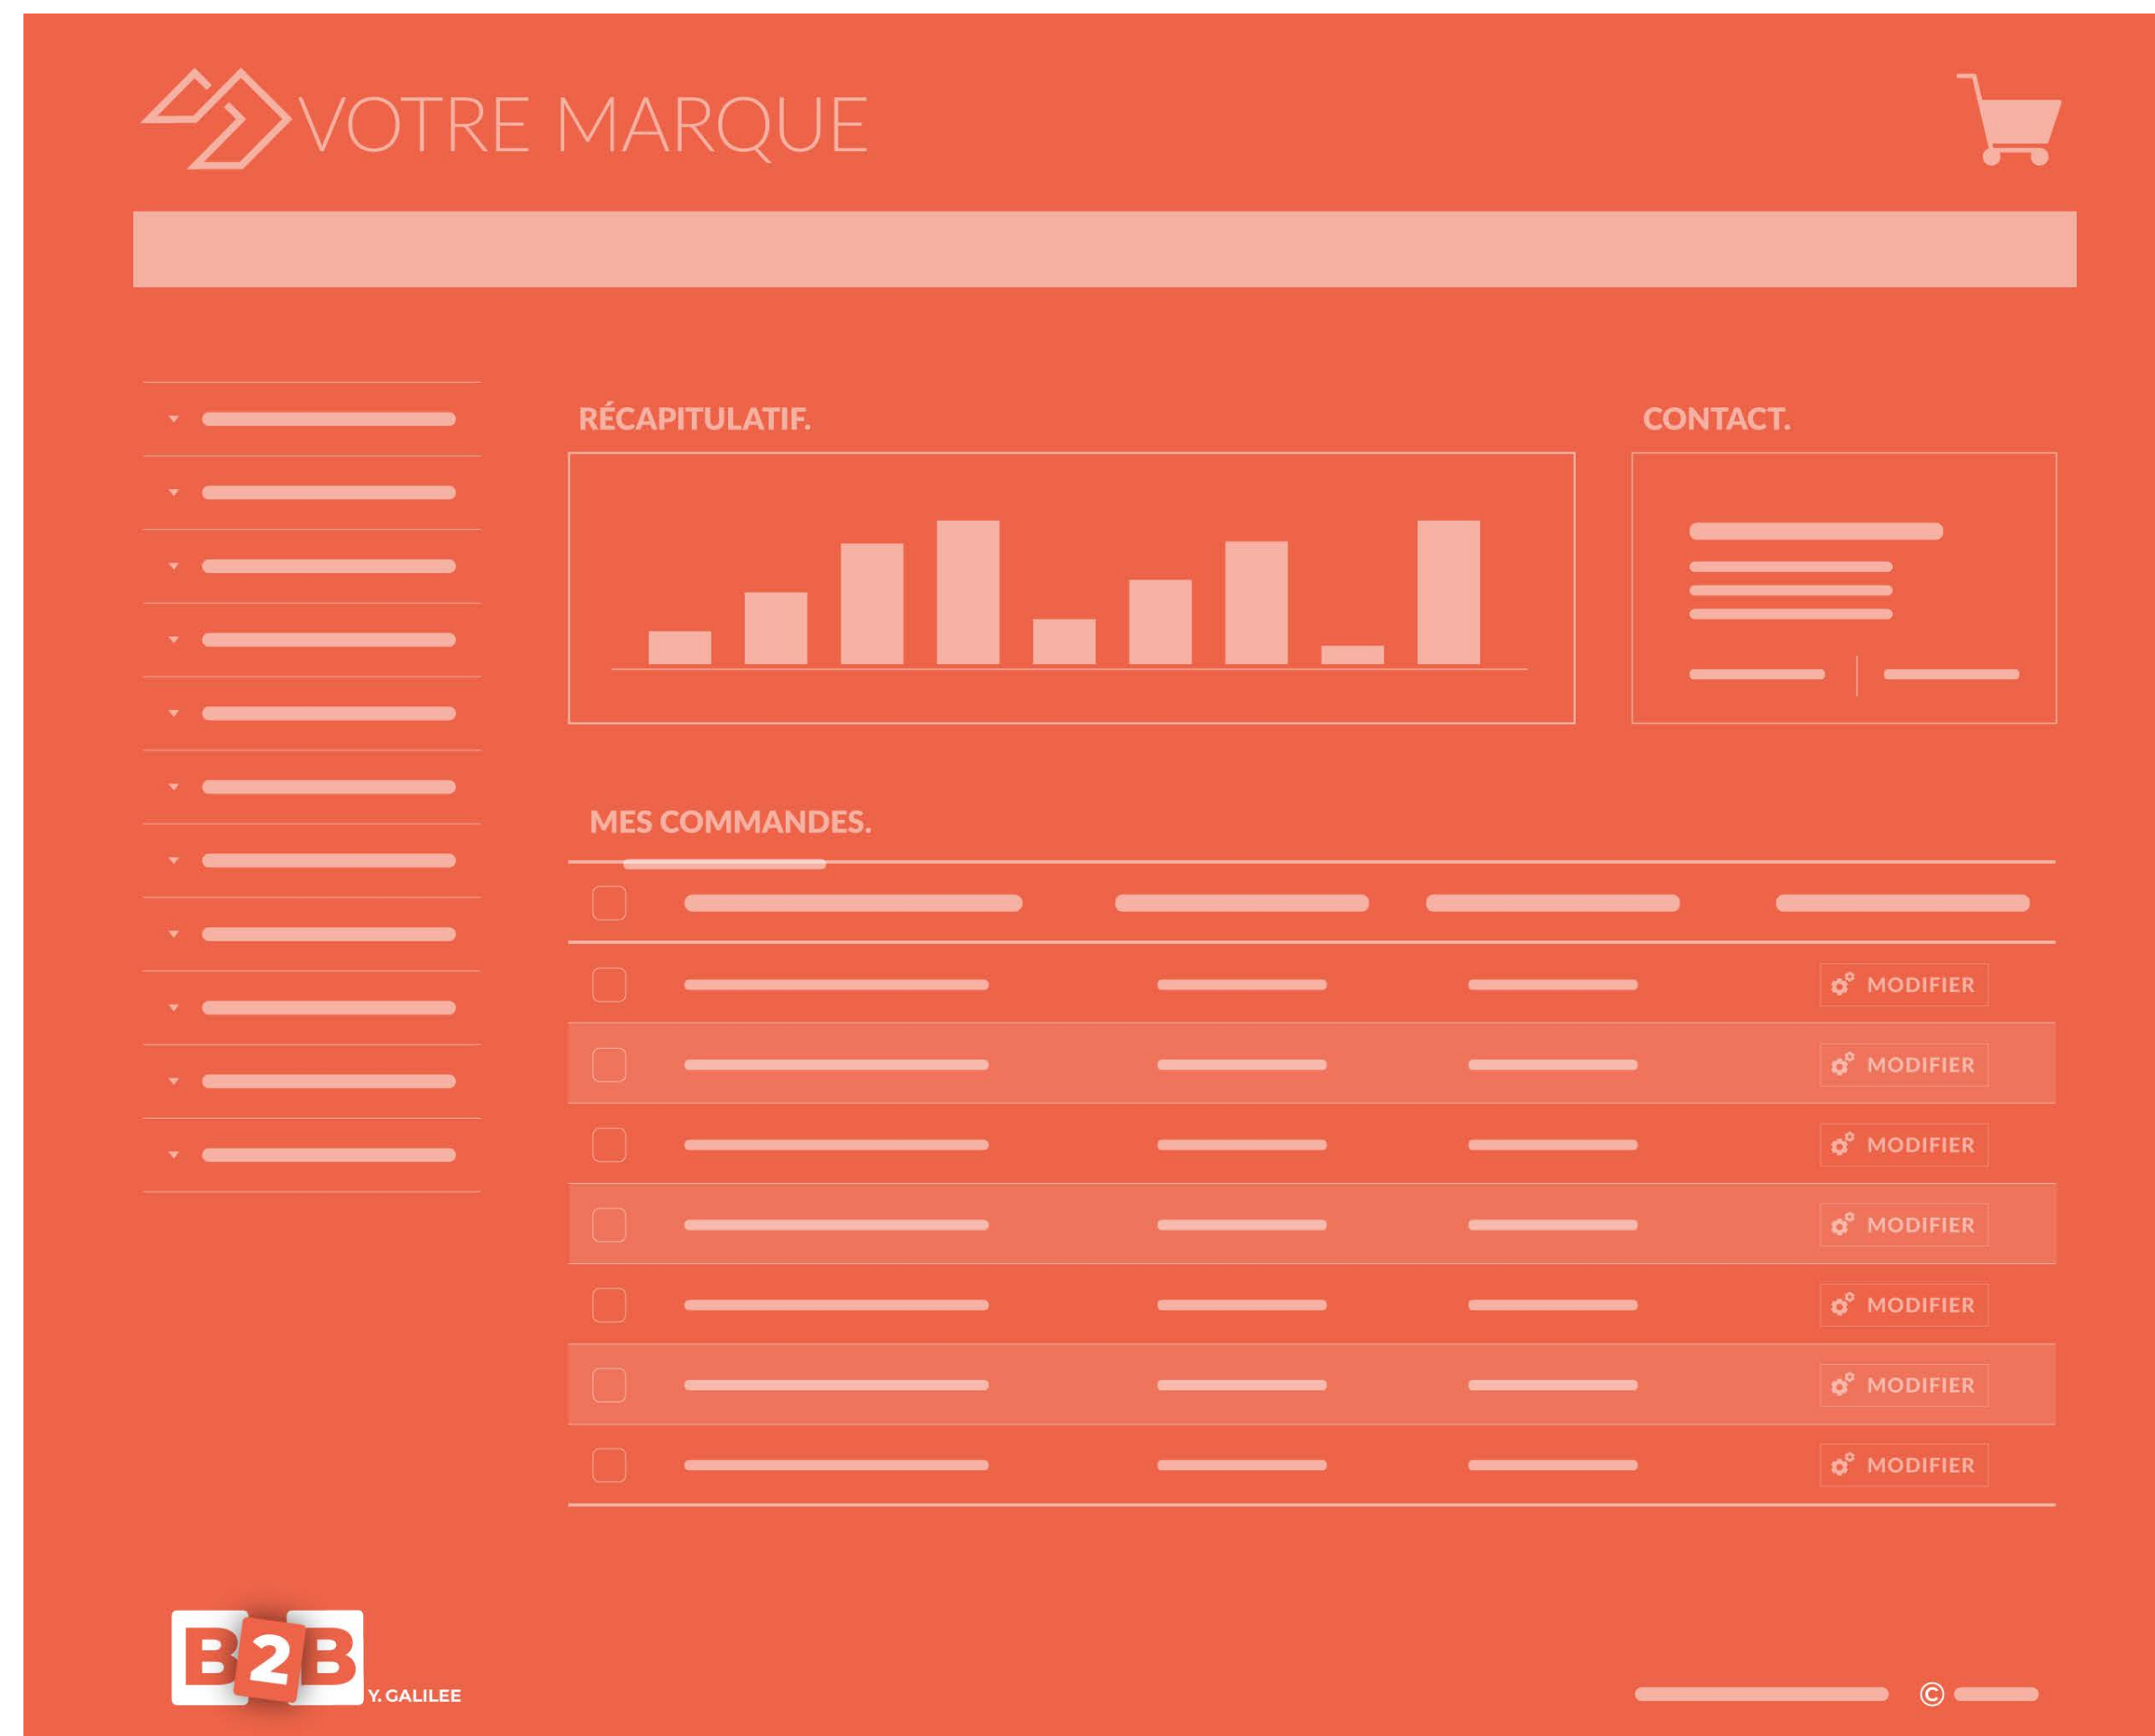 VOTRE MARQUE
RÉCAPITULATIF.
CONTACT.
MES COMMANDES.
MODIFIER
MODIFIER
MODIFIER
MODIFIER
MODIFIER
MODIFIER
MODIFIER
B2B
Y. GALILEE
©